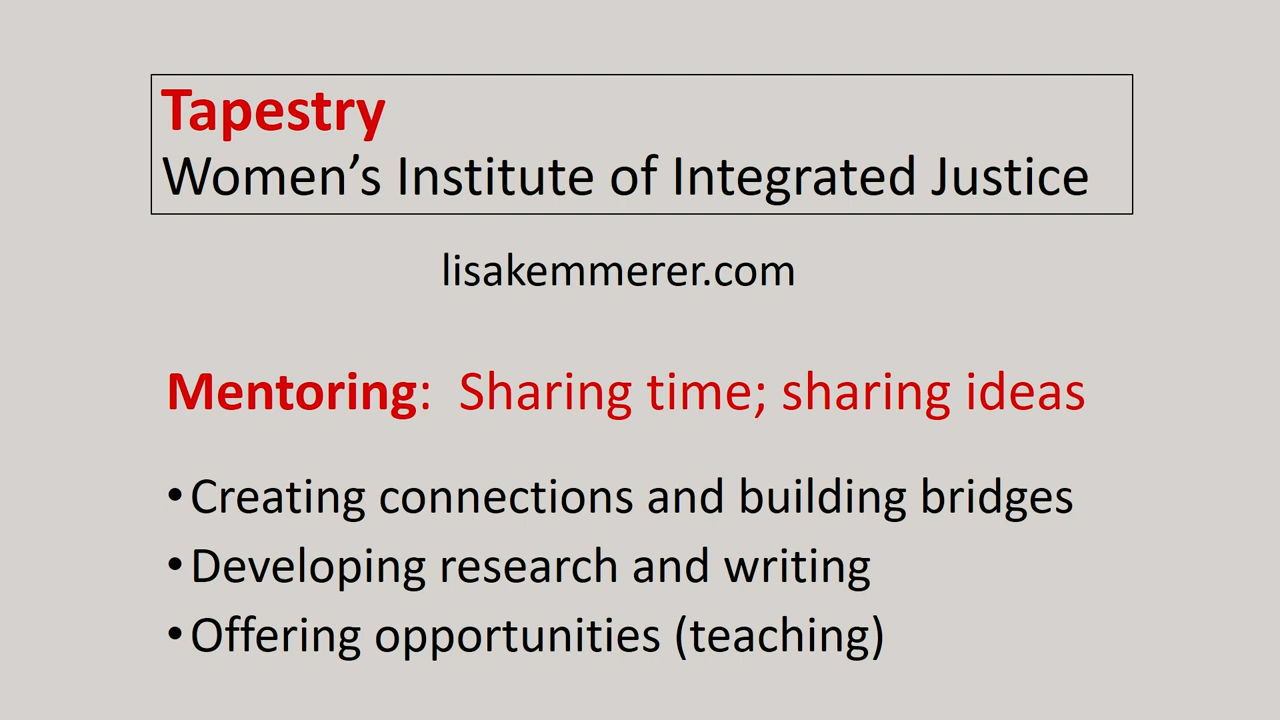 Tapestry
Women’s Institute of Integrated Justice
lisakemmerer.com
Mentoring:  Sharing time; sharing ideas
•Creating connections and building bridges
•Developing research and writing
•Offering opportunities (teaching)